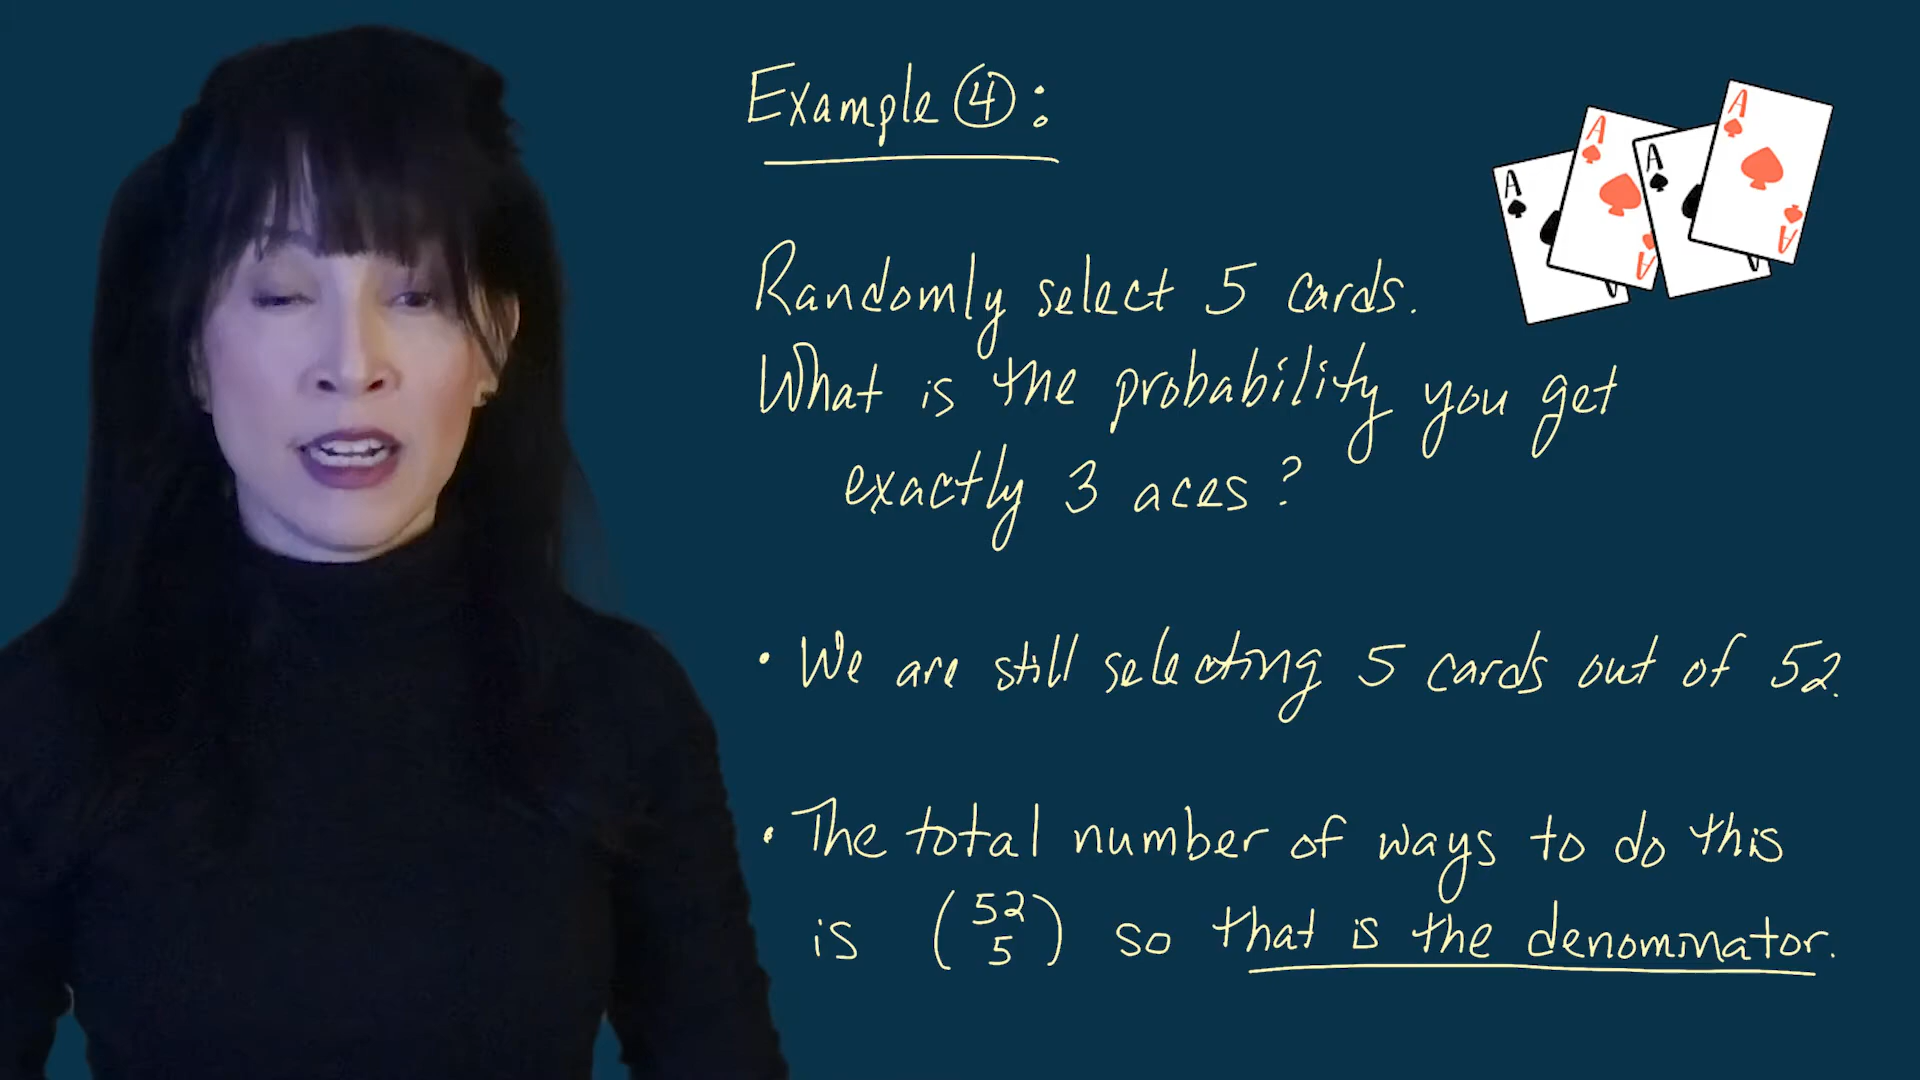 Example ④:
Randomly select 5 cards.
What is the probability you get
exactly 3 aces?
• We are still selecting 5 cards out of 52.
• The total number of ways to do this
is (52 5) so that is the denominator.
A
A
A
A
A
A
A
A